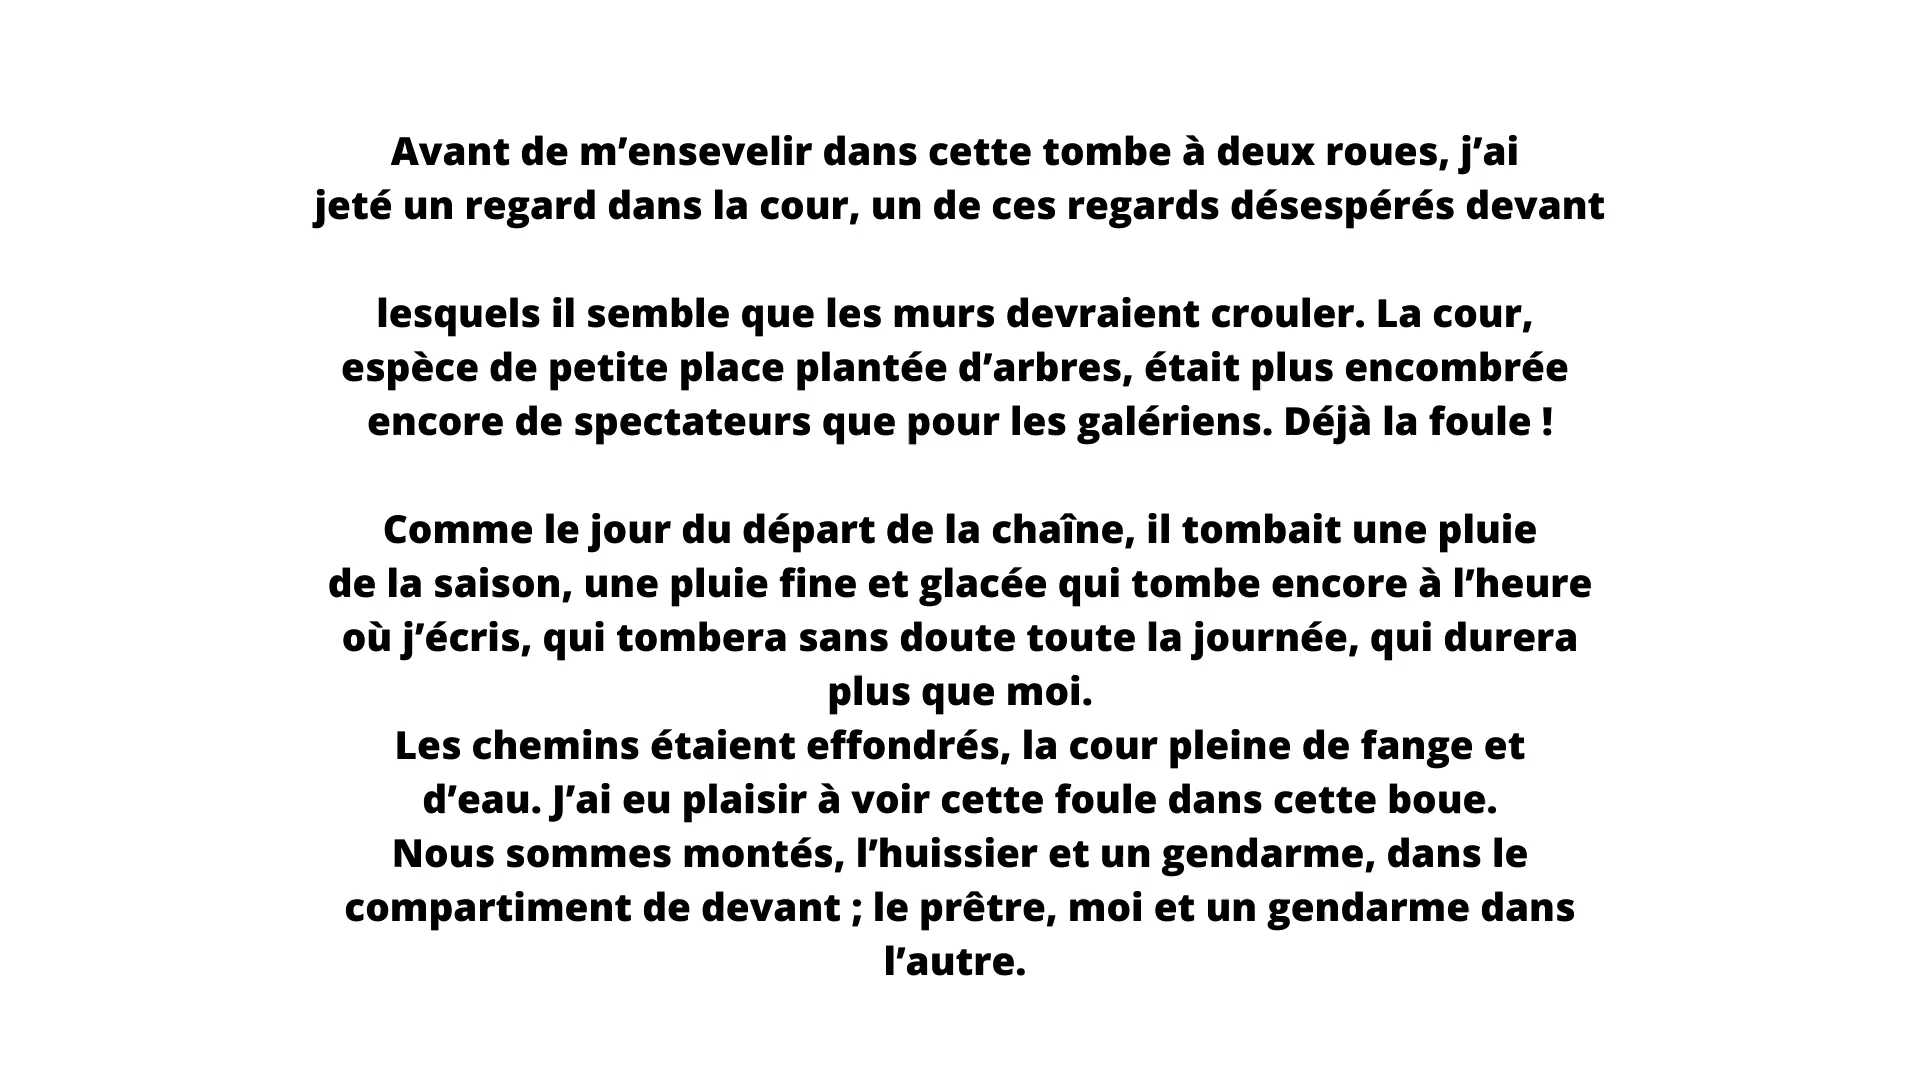 Avant de m’ensevelir dans cette tombe à deux roues, j’ai
jeté un regard dans la cour, un de ces regards désespérés devant
lesquels il semble que les murs devraient crouler. La cour,
espèce de petite place plantée d’arbres, était plus encombrée
encore de spectateurs que pour les galériens. Déjà la foule !
Comme le jour du départ de la chaîne, il tombait une pluie
de la saison, une pluie fine et glacée qui tombe encore à l’heure
où j’écris, qui tombera sans doute toute la journée, qui durera
plus que moi.
Les chemins étaient effondrés, la cour pleine de fange et
d’eau. J’ai eu plaisir à voir cette foule dans cette boue.
Nous sommes montés, l’huissier et un gendarme, dans le
compartiment de devant ; le prêtre, moi et un gendarme dans
l’autre.